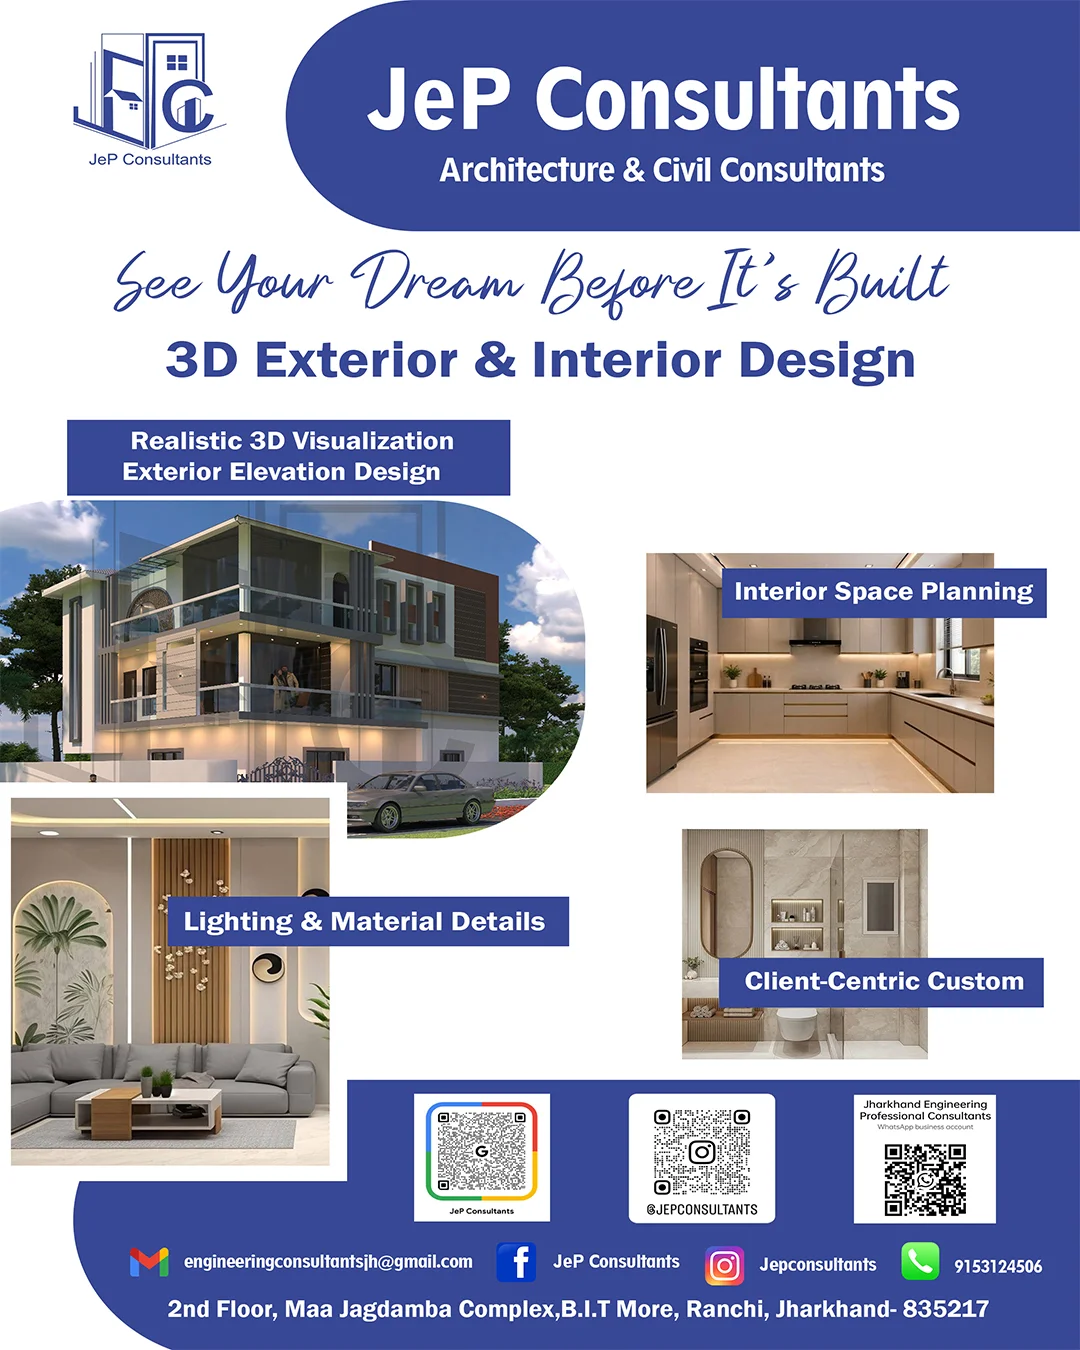 JeP Consultants
JeP Consultants
Architecture & Civil Consultants
See Your Dream Before It's Built
3D Exterior & Interior Design
Realistic 3D Visualization
Exterior Elevation Design
Interior Space Planning
Lighting & Material Details
Client-Centric Custom
JeP Consultants
@JEPCONSULTANTS
Jharkhand Engineering
Professional Consultants
WhatsApp business account
engineeringconsultantsjh@gmail.com
JeP Consultants
Jepconsultants
9153124506
2nd Floor, Maa Jagdamba Complex,B.I.T More, Ranchi, Jharkhand- 835217